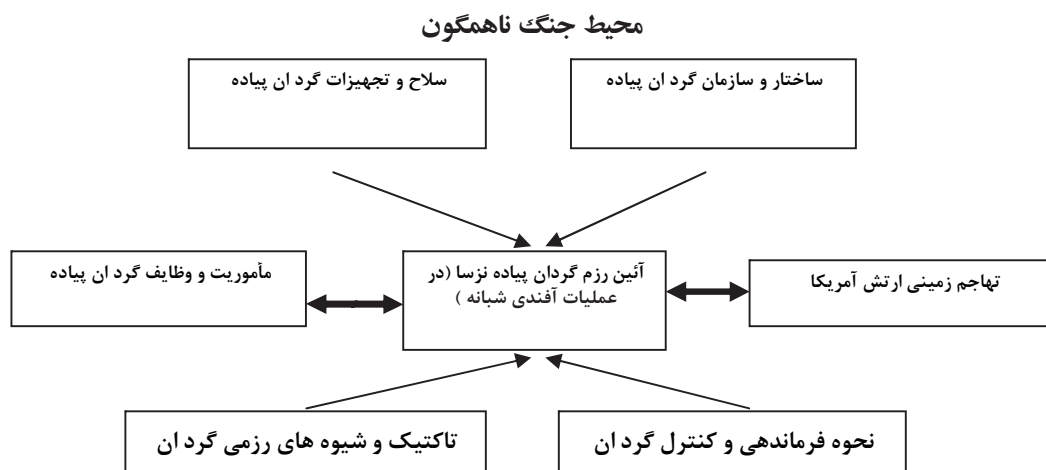 محیط جنگ ناهمگون
ساختار و سازمان گرد ان پیاده
سلاح و تجهیزات گرد ان پیاده
تهاجم زمینی ارتش آمریکا
آئین رزم گردان پیاده نزسا (در
عملیات آفندی شبانه )
مأموریت و وظایف گرد ان پیاده
نحوه فرماندهی و کنترل گرد ان
تاکتیک و شیوه های رزمی گرد ان